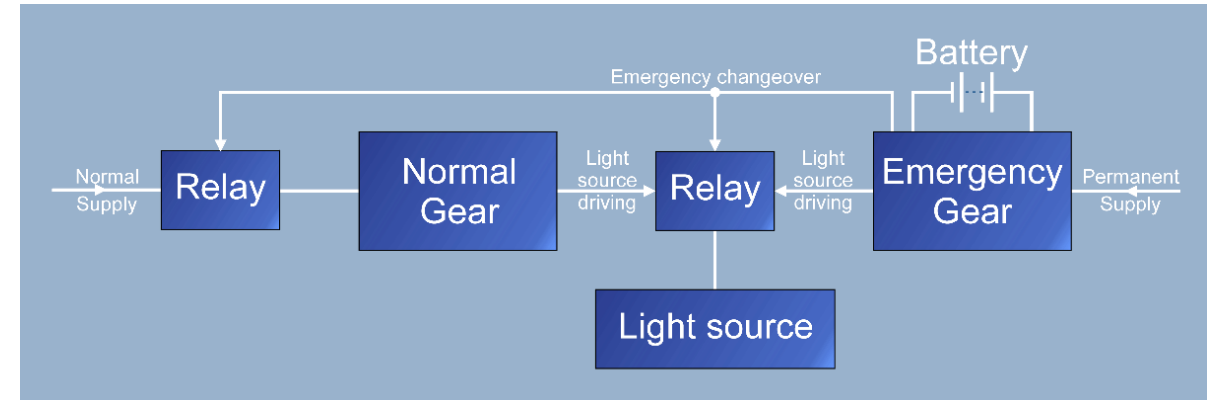 Battery
Emergency changeover
Normal
Supply
Relay
Normal
Gear
Light
source
driving
Relay
Light
source
driving
Emergency
Gear
Permanent
Supply
Light source